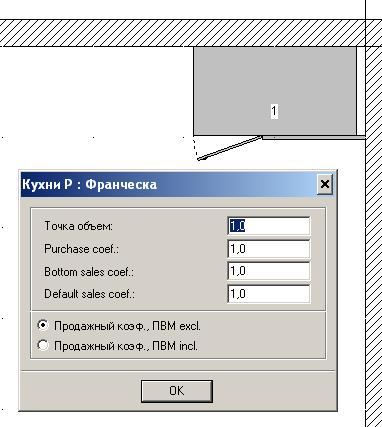 1
Кухни Р : Франческа
Точка объем: 1,0
Purchase coef.: 1,0
Bottom sales coef.: 1,0
Default sales coef.: 1,0
Продажный коэф., ПВМ excl.
Продажный коэф., ПВМ incl.
OK